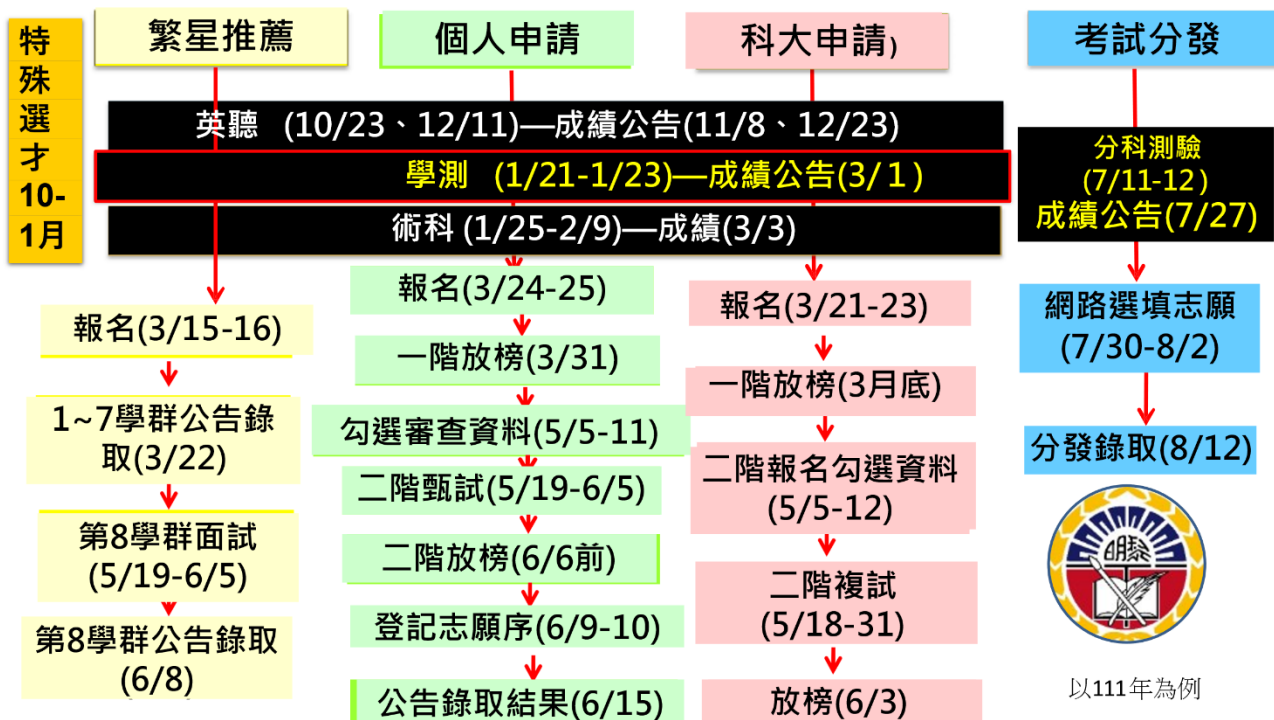 特
殊
選
才
10-
1月
繁星推薦
個人申請
科大申請)
考試分發
英聽 (10/23、12/11)—成績公告(11/8、12/23)
學測 (1/21-1/23)—成績公告(3/1)
術科(1/25-2/9)—成績(3/3)
分科測驗
(7/11-12)
成績公告(7/27)
報名(3/15-16)
1~7學群公告錄
取(3/22)
第8學群面試
(5/19-6/5)
第8學群公告錄取
(6/8)
報名(3/24-25)
一階放榜(3/31)
勾選審查資料(5/5-11)
二階甄試(5/19-6/5)
二階放榜(6/6前)
登記志願序(6/9-10)
公告錄取結果(6/15)
報名(3/21-23)
一階放榜(3月底)
二階報名勾選資料
(5/5-12)
二階複試
(5/18-31)
放榜(6/3)
網路選填志願
(7/30-8/2)
分發錄取(8/12)
明黎
以111年為例